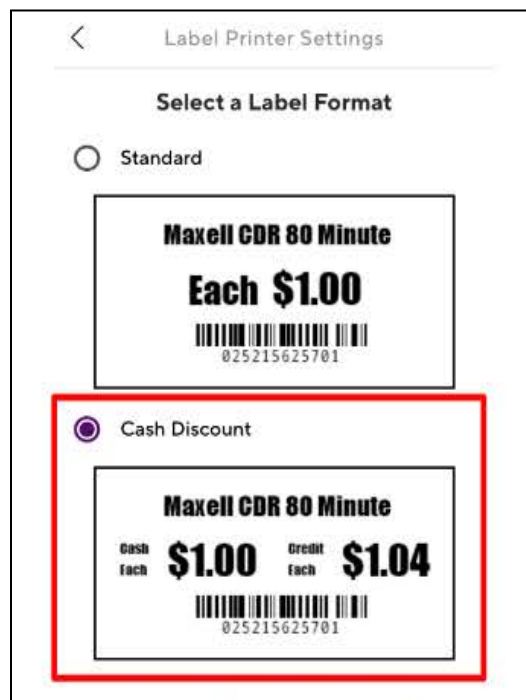 Label Printer Settings
Select a Label Format
Standard
Maxell CDR 80 Minute
Each $1.00
025215625701
Cash Discount
Maxell CDR 80 Minute
Cash Each $1.00 Credit Each $1.04
025215625701